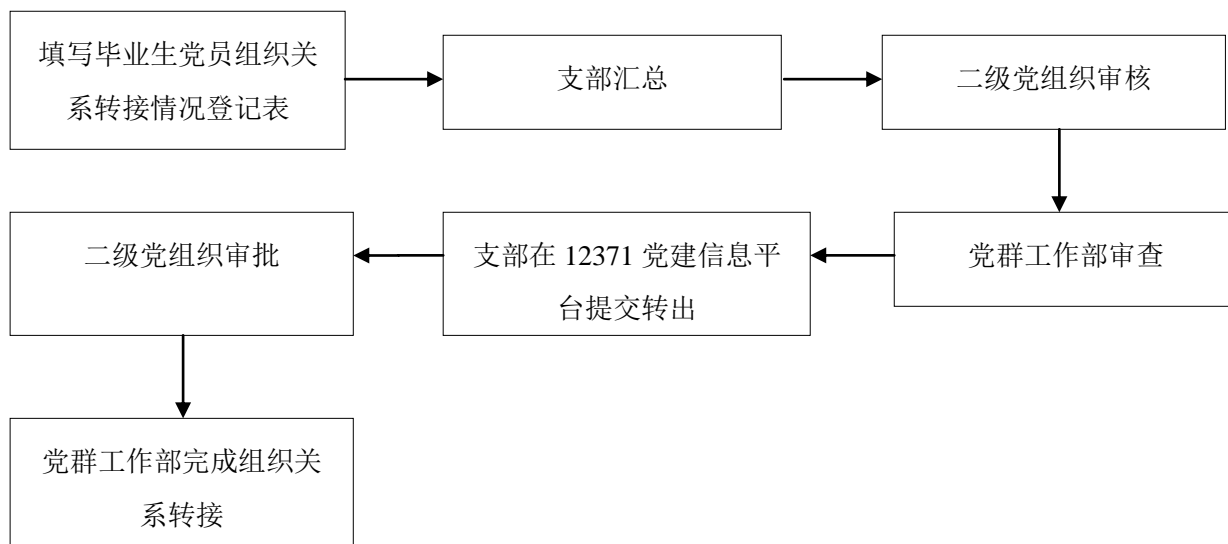 填写毕业生党员组织关
系转接情况登记表
支部汇总
二级党组织审核
党群工作部审查
支部在 12371 党建信息平
台提交转出
二级党组织审批
党群工作部完成组织关
系转接